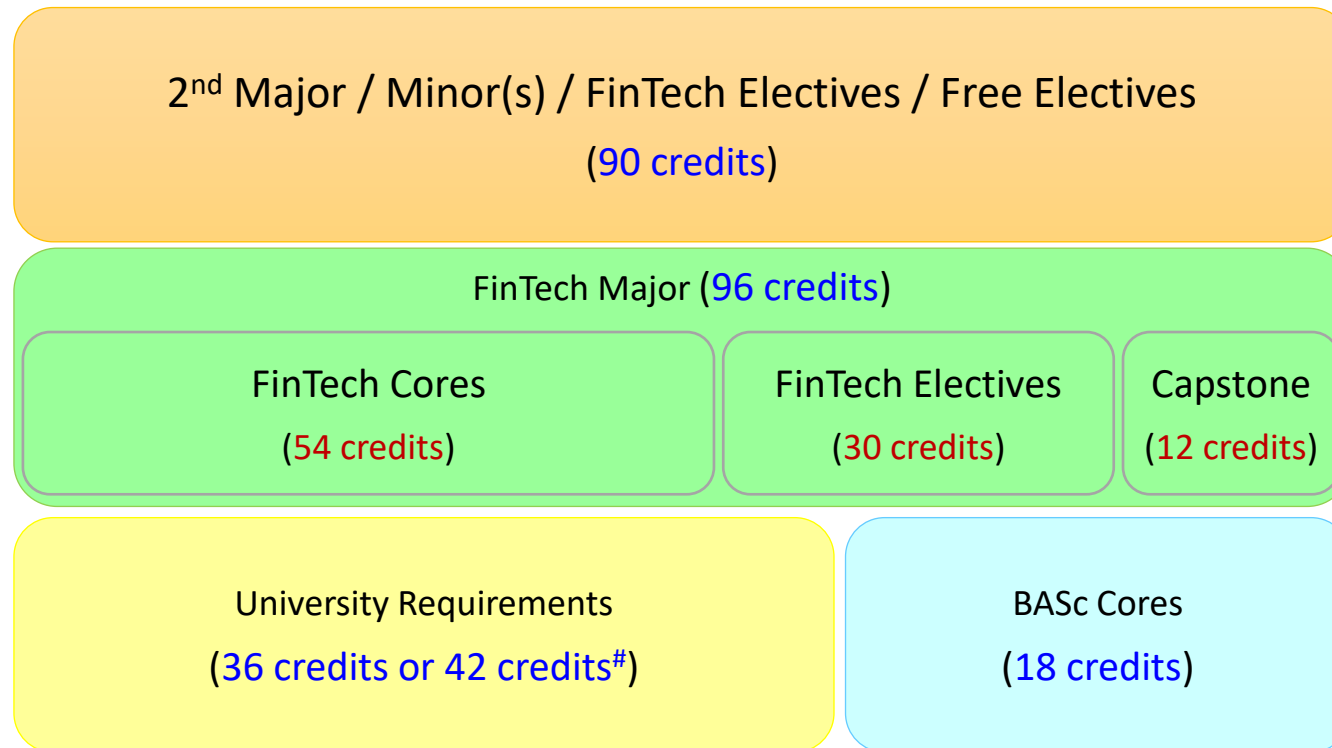 2nd Major / Minor(s) / FinTech Electives / Free Electives
(90 credits)
FinTech Major (96 credits)
FinTech Cores
(54 credits)
FinTech Electives
(30 credits)
Capstone
(12 credits)
University Requirements
(36 credits or 42 credits#)
BASc Cores
(18 credits)